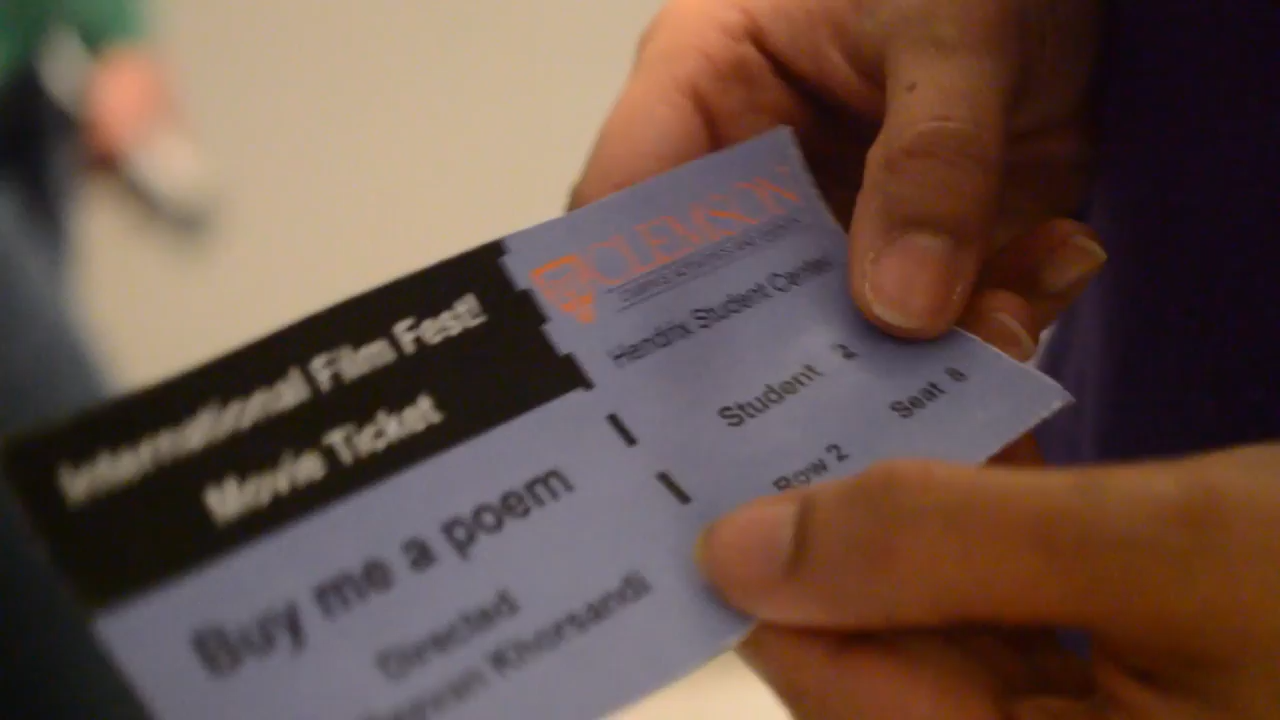 International Film Fest!
Movie Ticket
Buy me a poem
Directed
Khorsandi
CLEMSON
Hendrix Student Center
Student 2
Row 2
Seat 8